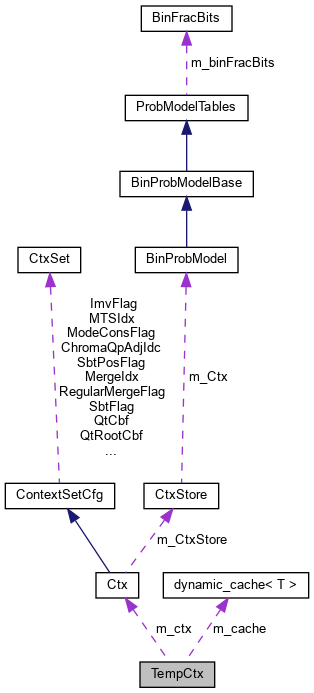 BinFracBits
m_binFracBits
ProbModelTables
BinProbModelBase
CtxSet
BinProbModel
ImvFlag
MTSIdx
ModeConsFlag
ChromaQpAdjIdc
SbtPosFlag
MergeIdx
RegularMergeFlag
SbtFlag
QtCbf
QtRootCbf
...
m_Ctx
ContextSetCfg
CtxStore
m_CtxStore
Ctx
dynamic_cache< T >
m_ctx
m_cache
TempCtx